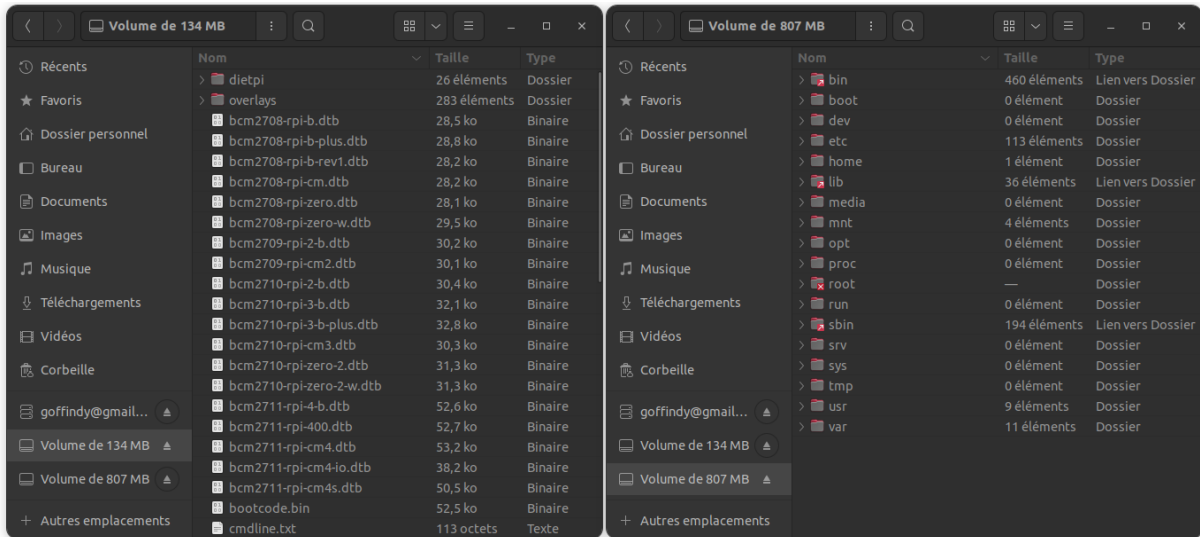 Volume de 134 MB
Récents
Favoris
Dossier personnel
Bureau
Documents
Images
Musique
Téléchargements
Vidéos
Corbeille
goffindy@gmail...
Volume de 134 MB
Volume de 807 MB
Autres emplacements
Nom Taille Type
dietpi 26 éléments Dossier
overlays 283 éléments Dossier
bcm2708-rpi-b.dtb 28,5 ko Binaire
bcm2708-rpi-b-plus.dtb 28,8 ko Binaire
bcm2708-rpi-b-rev1.dtb 28,2 ko Binaire
bcm2708-rpi-cm.dtb 28,2 ko Binaire
bcm2708-rpi-zero.dtb 28,1 ko Binaire
bcm2708-rpi-zero-w.dtb 29,5 ko Binaire
bcm2709-rpi-2-b.dtb 30,2 ko Binaire
bcm2709-rpi-cm2.dtb 30,1 ko Binaire
bcm2710-rpi-2-b.dtb 30,4 ko Binaire
bcm2710-rpi-3-b.dtb 32,1 ko Binaire
bcm2710-rpi-3-b-plus.dtb 32,8 ko Binaire
bcm2710-rpi-cm3.dtb 30,3 ko Binaire
bcm2710-rpi-zero-2.dtb 31,3 ko Binaire
bcm2710-rpi-zero-2-w.dtb 31,3 ko Binaire
bcm2711-rpi-4-b.dtb 52,6 ko Binaire
bcm2711-rpi-400.dtb 52,7 ko Binaire
bcm2711-rpi-cm4.dtb 53,2 ko Binaire
bcm2711-rpi-cm4-io.dtb 38,2 ko Binaire
bcm2711-rpi-cm4s.dtb 50,5 ko Binaire
bootcode.bin 52,5 ko Binaire
cmdline.txt 113 octets Texte
Volume de 807 MB
Récents
Favoris
Dossier personnel
Bureau
Documents
Images
Musique
Téléchargements
Vidéos
Corbeille
goffindy@gmail...
Volume de 134 MB
Volume de 807 MB
Autres emplacements
Nom Taille Type
bin 460 éléments Lien vers Dossier
boot 0 élément Dossier
dev 0 élément Dossier
etc 113 éléments Dossier
home 1 élément Dossier
lib 36 éléments Lien vers Dossier
media 0 élément Dossier
mnt 4 éléments Dossier
opt 0 élément Dossier
proc 0 élément Dossier
root — Dossier
run 0 élément Dossier
sbin 194 éléments Lien vers Dossier
srv 0 élément Dossier
sys 0 élément Dossier
tmp 0 élément Dossier
usr 9 éléments Dossier
var 11 éléments Dossier